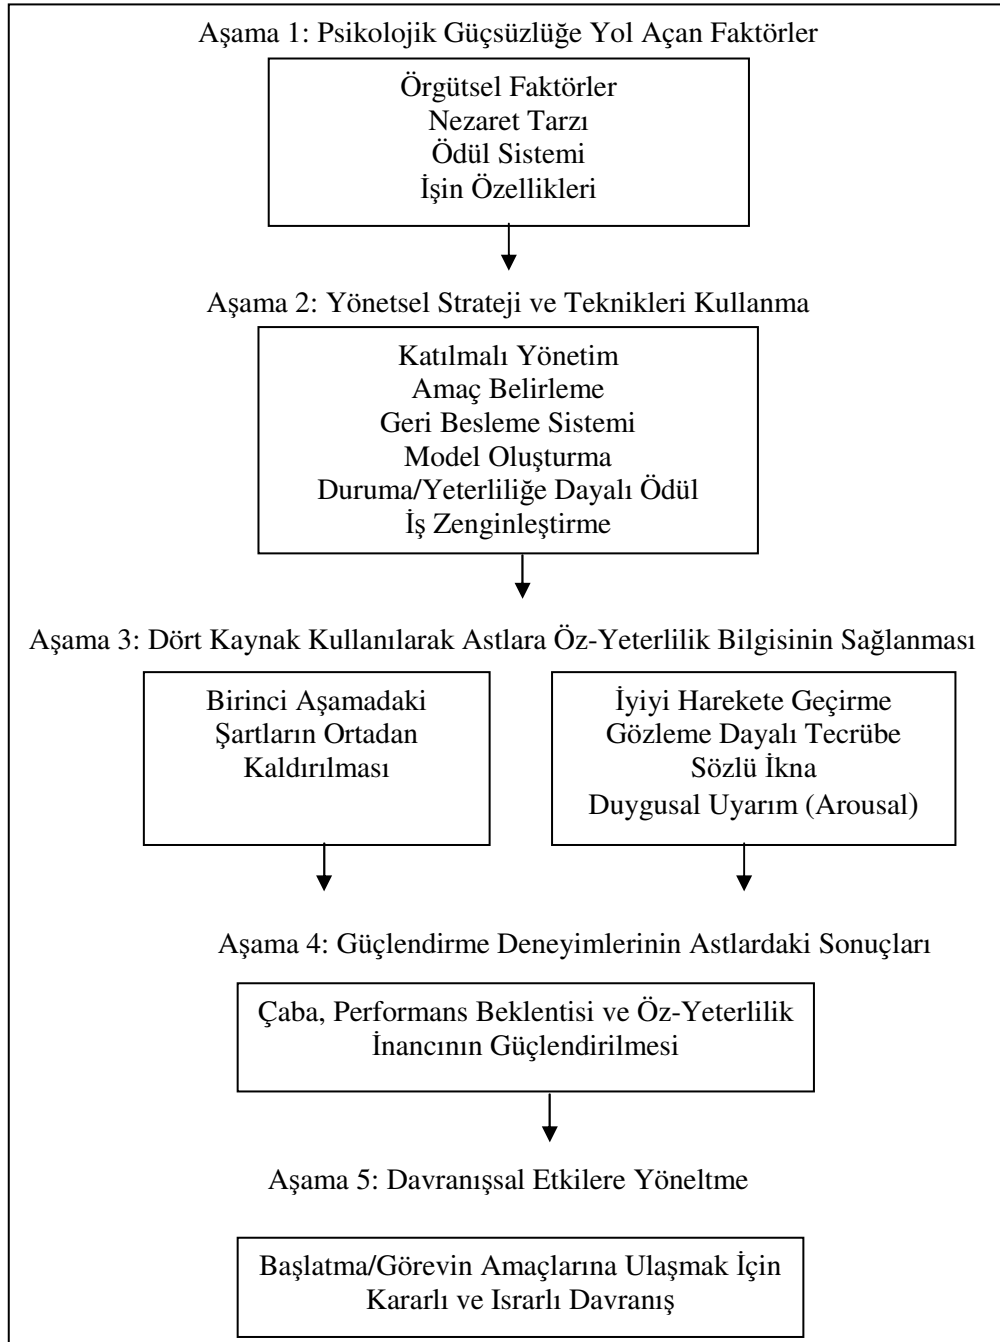 Aşama 1: Psikolojik Güçsüzlüğe Yol Açan Faktörler
Örgütsel Faktörler
Nezaret Tarzı
Ödül Sistemi
İşin Özellikleri
Aşama 2: Yönetsel Strateji ve Teknikleri Kullanma
Katılmalı Yönetim
Amaç Belirleme
Geri Besleme Sistemi
Model Oluşturma
Duruma/Yeterliliğe Dayalı Ödül
İş Zenginleştirme
Aşama 3: Dört Kaynak Kullanılarak Astlara Öz-Yeterlilik Bilgisinin Sağlanması
Birinci Aşamadaki
Şartların Ortadan
Kaldırılması
İyiyi Harekete Geçirme
Gözleme Dayalı Tecrübe
Sözlü İkna
Duygusal Uyarım (Arousal)
Aşama 4: Güçlendirme Deneyimlerinin Astlardaki Sonuçları
Çaba, Performans Beklentisi ve Öz-Yeterlilik
İnancının Güçlendirilmesi
Aşama 5: Davranışsal Etkilere Yöneltme
Başlatma/Görevin Amaçlarına Ulaşmak İçin
Kararlı ve Israrlı Davranış